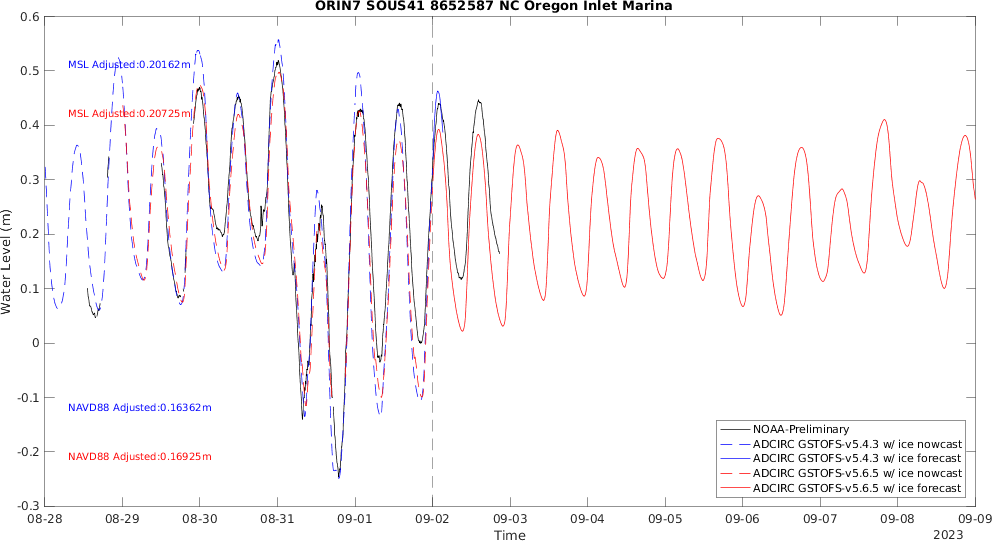 ORIN7 SOUS41 8652587 NC Oregon Inlet Marina
0.6
0.5
0.4
0.3
0.2
0.1
0
-0.1
-0.2
-0.3
Water Level (m)
MSL Adjusted:0.20162m
MSL Adjusted:0.20725m
NAVD88 Adjusted:0.16362m
NAVD88 Adjusted:0.16925m
NOAA-Preliminary
ADCIRC GSTOFS-v5.4.3 w/ ice nowcast
ADCIRC GSTOFS-v5.4.3 w/ ice forecast
ADCIRC GSTOFS-v5.6.5 w/ ice nowcast
ADCIRC GSTOFS-v5.6.5 w/ ice forecast
08-28 08-29 08-30 08-31 09-01 09-02 09-03 09-04 09-05 09-06 09-07 09-08 09-09
Time
2023